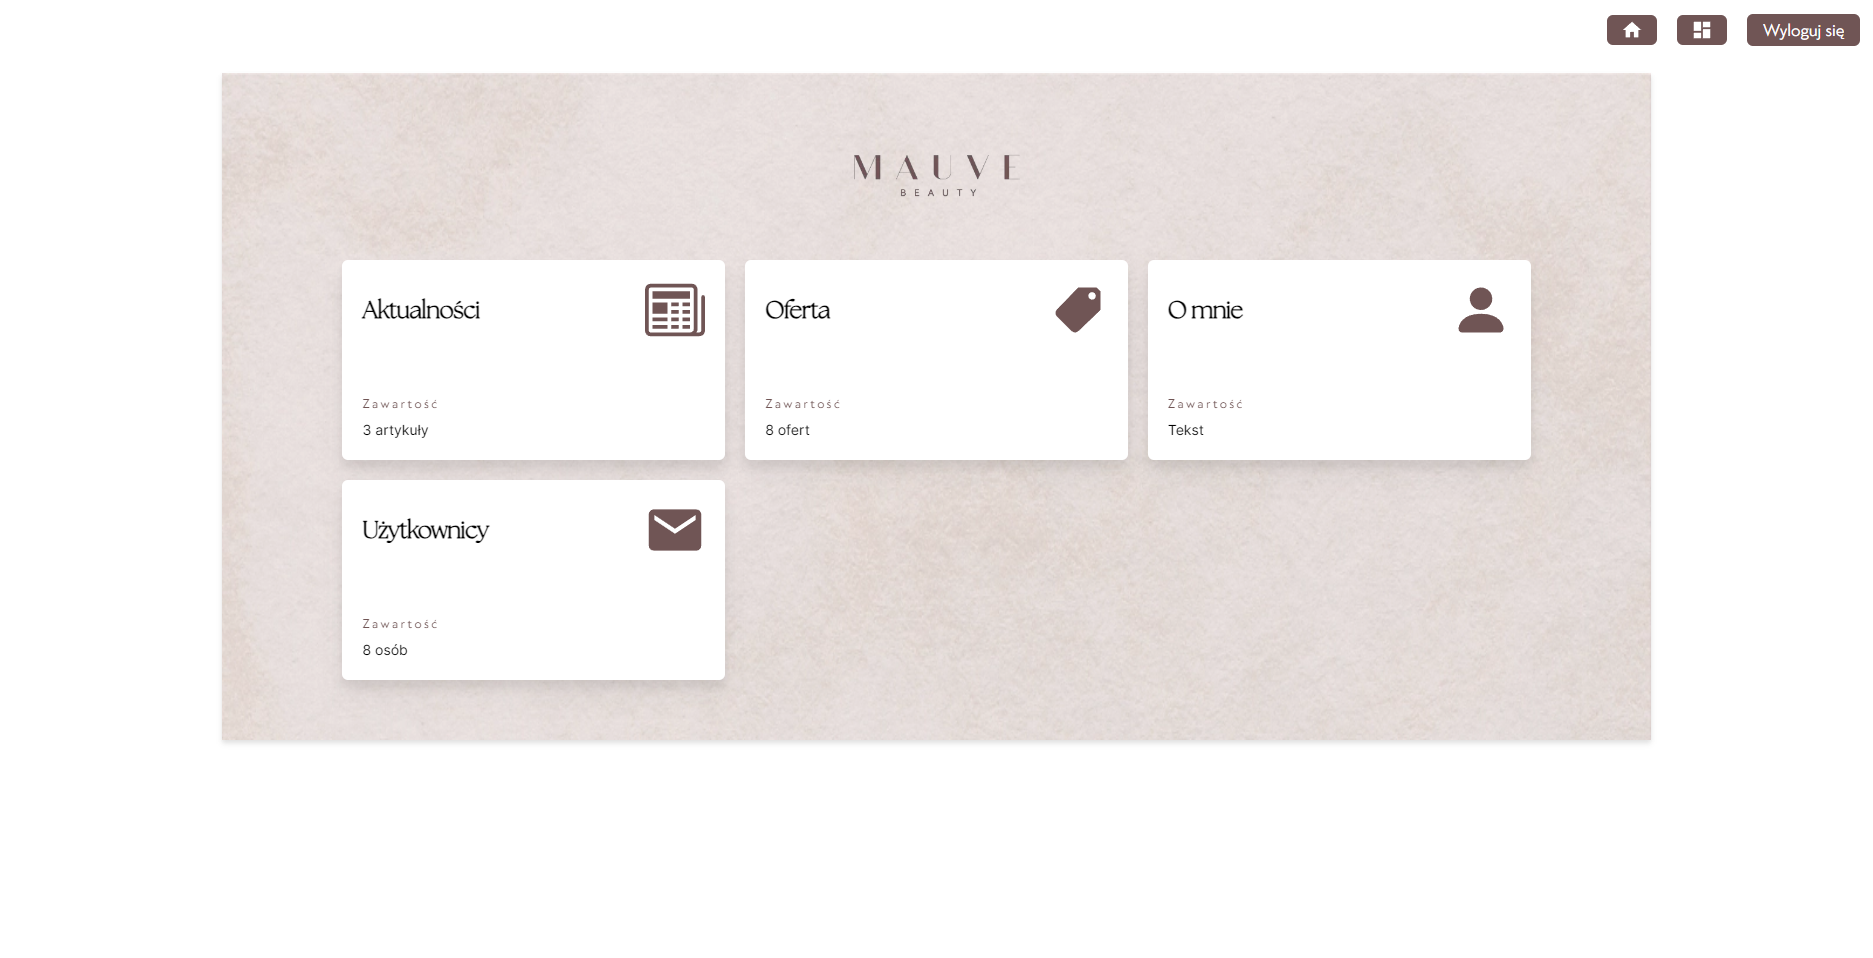 Wyloguj się
MAUVE
BEAUTY
Aktualności
Zawartość
3 artykuły
Oferta
Zawartość
8 ofert
O mnie
Zawartość
Tekst
Użytkownicy
Zawartość
8 osób